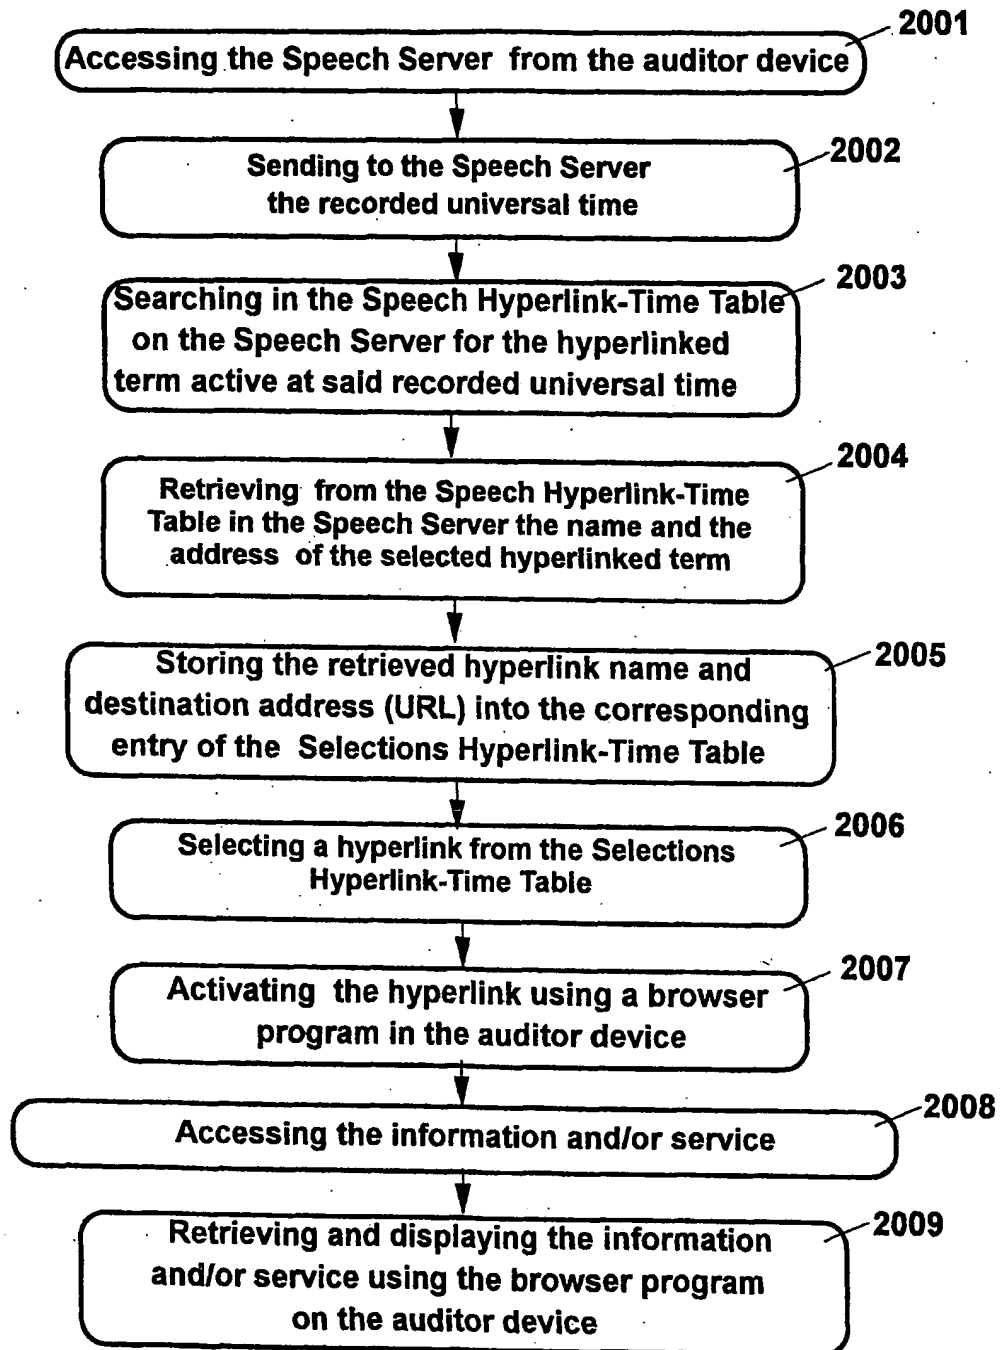 2001
Accessing the Speech Server from the auditor device
2002
Sending to the Speech Server
the recorded universal time
2003
Searching in the Speech Hyperlink-Time Table
on the Speech Server for the hyperlinked
term active at said recorded universal time
2004
Retrieving from the Speech Hyperlink-Time
Table in the Speech Server the name and the
address of the selected hyperlinked term
2005
Storing the retrieved hyperlink name and
destination address (URL) into the corresponding
entry of the Selections Hyperlink-Time Table
2006
Selecting a hyperlink from the Selections
Hyperlink-Time Table
2007
Activating the hyperlink using a browser
program in the auditor device
2008
Accessing the information and/or service
2009
Retrieving and displaying the information
and/or service using the browser program
on the auditor device